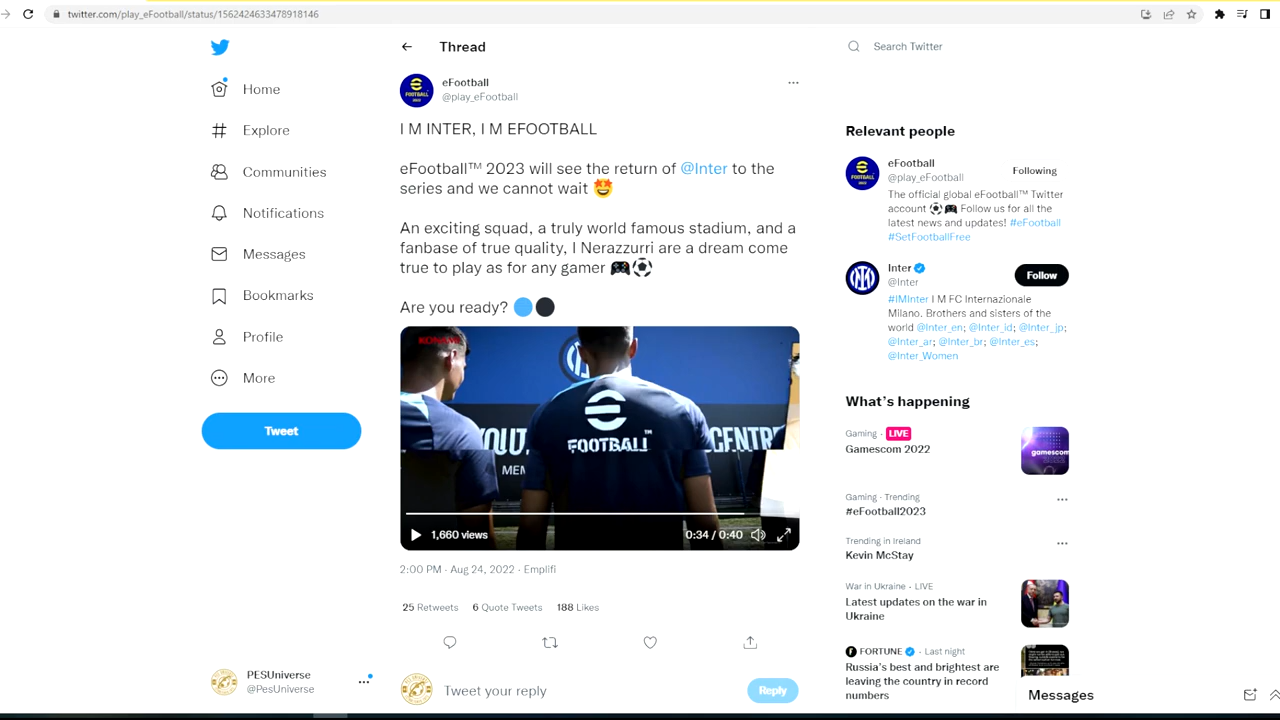 twitter.com/play_eFootball/status/1562424633478918146
Home
Explore
Communities
Notifications
Messages
Bookmarks
Profile
More
Tweet
PESUniverse
@PesUniverse
Thread
eFootball
@play_eFootball
I M INTER, I M EFOOTBALL
eFootball™ 2023 will see the return of @Inter to the
series and we cannot wait 🤩
An exciting squad, a truly world famous stadium, and a
fanbase of true quality, I Nerazzurri are a dream come
true to play as for any gamer 🎮⚽
Are you ready? 🔵⚫
KONAMI
FOOTBALL™
YOUT
CENTR
MEM
1,660 views
0:34 / 0:40
2:00 PM · Aug 24, 2022 · Emplifi
25 Retweets 6 Quote Tweets 188 Likes
Tweet your reply
Reply
Search Twitter
Relevant people
eFootball
@play_eFootball
Following
The official global eFootball™ Twitter
account ⚽🎮 Follow us for all the
latest news and updates! #eFootball
#SetFootballFree
Inter
@Inter
Follow
#IMInter I M FC Internazionale
Milano. Brothers and sisters of the
world @Inter_en; @Inter_id; @Inter_jp;
@Inter_ar; @Inter_br; @Inter_es;
@Inter_Women
What's happening
Gaming · LIVE
Gamescom 2022
gamescom
Gaming · Trending
#eFootball2023
Trending in Ireland
Kevin McStay
War in Ukraine · LIVE
Latest updates on the war in
Ukraine
FORTUNE · Last night
Russia's best and brightest are
leaving the country in record
numbers
Messages